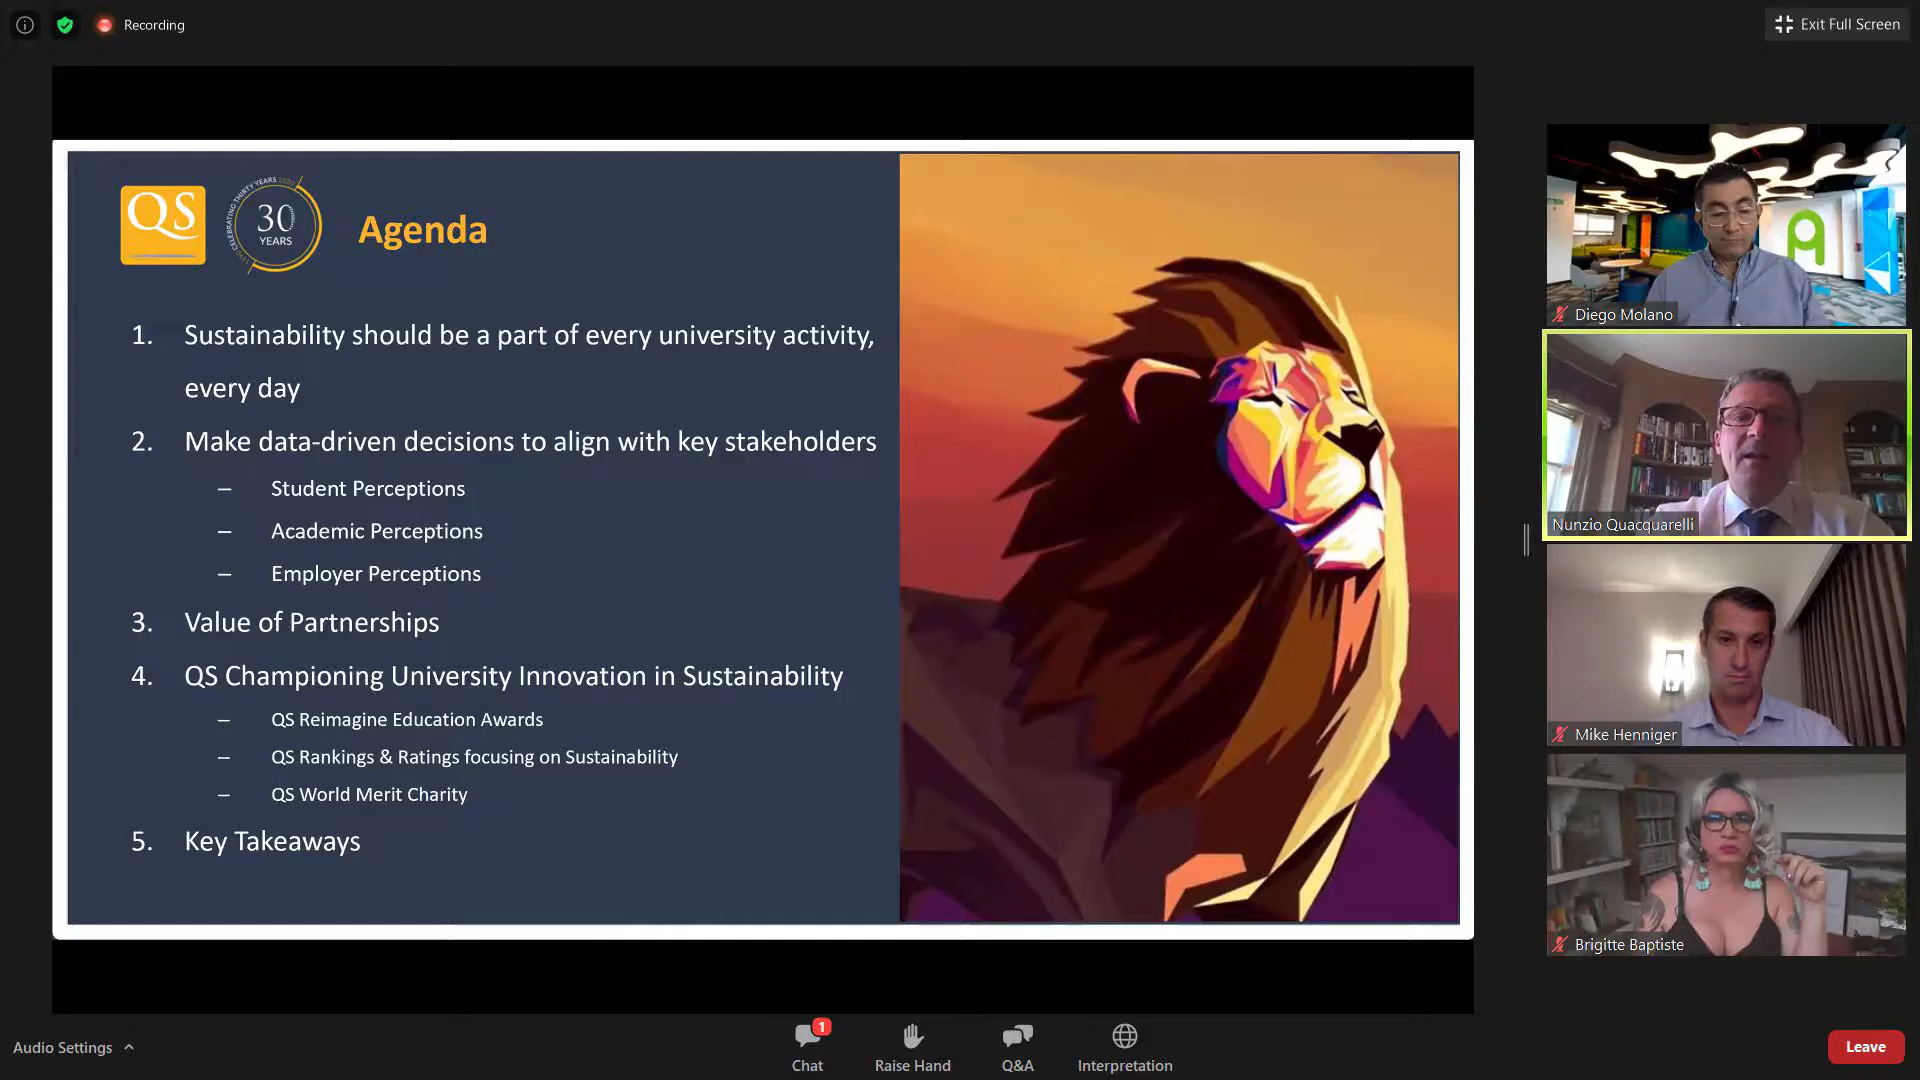 Recording
Exit Full Screen
QS
CELEBRATING THIRTY YEARS 2020
30
YEARS
Agenda
1. Sustainability should be a part of every university activity,
every day
2. Make data-driven decisions to align with key stakeholders
– Student Perceptions
– Academic Perceptions
– Employer Perceptions
3. Value of Partnerships
4. QS Championing University Innovation in Sustainability
– QS Reimagine Education Awards
– QS Rankings & Ratings focusing on Sustainability
– QS World Merit Charity
5. Key Takeaways
Diego Molano
Nunzio Quacquarelli
Mike Henniger
Brigitte Baptiste
Audio Settings
1
Chat
Raise Hand
Q&A
Interpretation
Leave